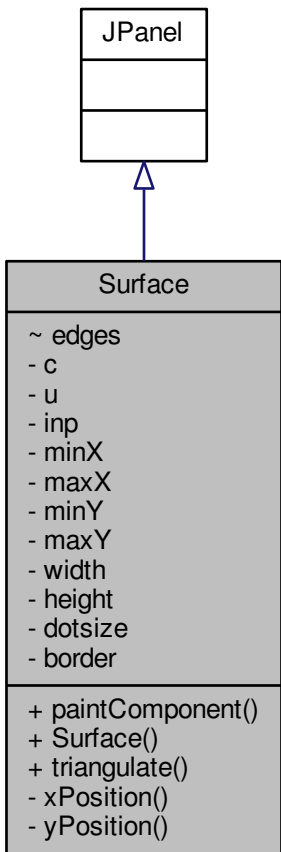 JPanel
Surface
~ edges
- c
- u
- inp
- minX
- maxX
- minY
- maxY
- width
- height
- dotsize
- border
+ paintComponent()
+ Surface()
+ triangulate()
- xPosition()
- yPosition()